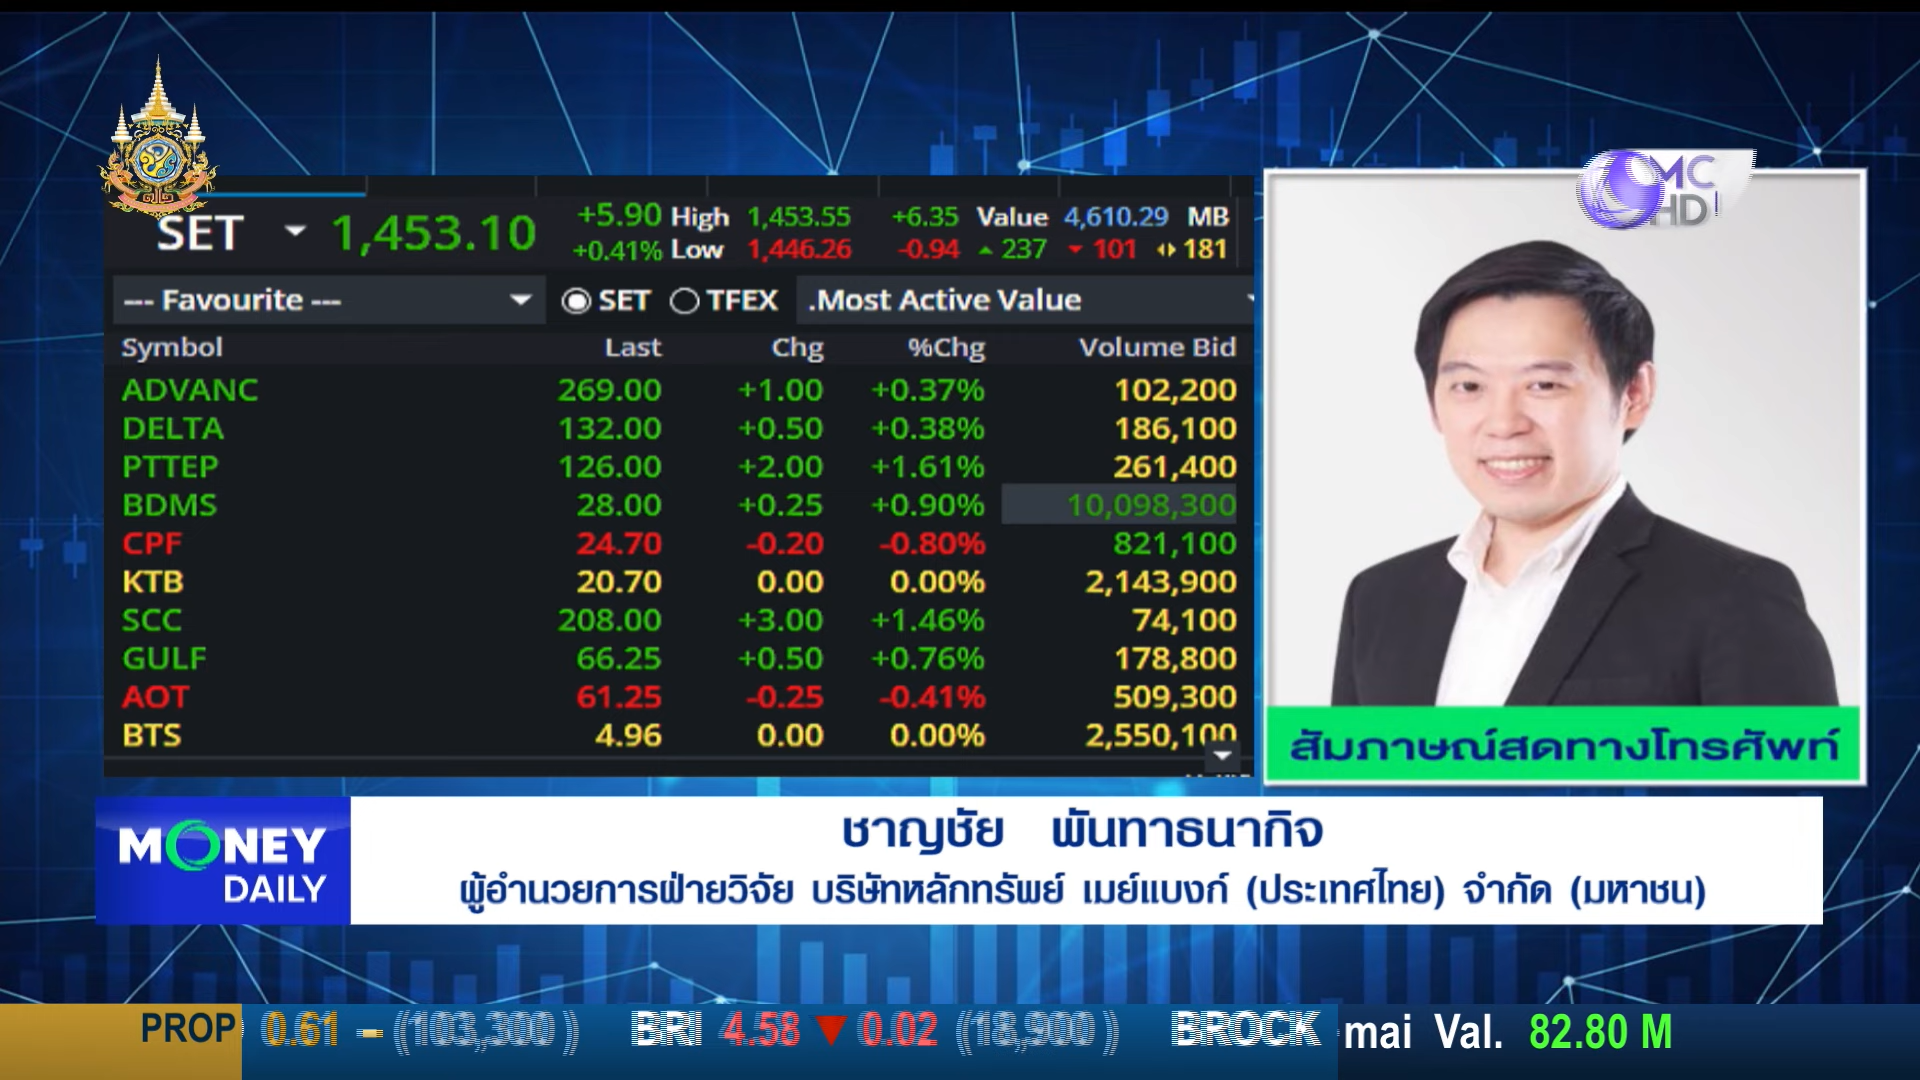 MC
HD
SET 1,453.10 +5.90 High 1,453.55 +6.35 Value 4,610.29 MB
+0.41% Low 1,446.26 -0.94 237 101 181
--- Favourite --- SET TFEX .Most Active Value
Symbol Last Chg %Chg Volume Bid
ADVANC 269.00 +1.00 +0.37% 102,200
DELTA 132.00 +0.50 +0.38% 186,100
PTTEP 126.00 +2.00 +1.61% 261,400
BDMS 28.00 +0.25 +0.90% 10,098,300
CPF 24.70 -0.20 -0.80% 821,100
KTB 20.70 0.00 0.00% 2,143,900
SCC 208.00 +3.00 +1.46% 74,100
GULF 66.25 +0.50 +0.76% 178,800
AOT 61.25 -0.25 -0.41% 509,300
BTS 4.96 0.00 0.00% 2,550,100
สัมภาษณ์สดทางโทรศัพท์
MONEY
DAILY
ชาญชัย พันทาธนากิจ
ผู้อำนวยการฝ่ายวิจัย บริษัทหลักทรัพย์ เมย์แบงก์ (ประเทศไทย) จำกัด (มหาชน)
PROP 0.61 – (103,300) BRI 4.58 ▼ 0.02 (18,900) BROCK mai Val. 82.80 M